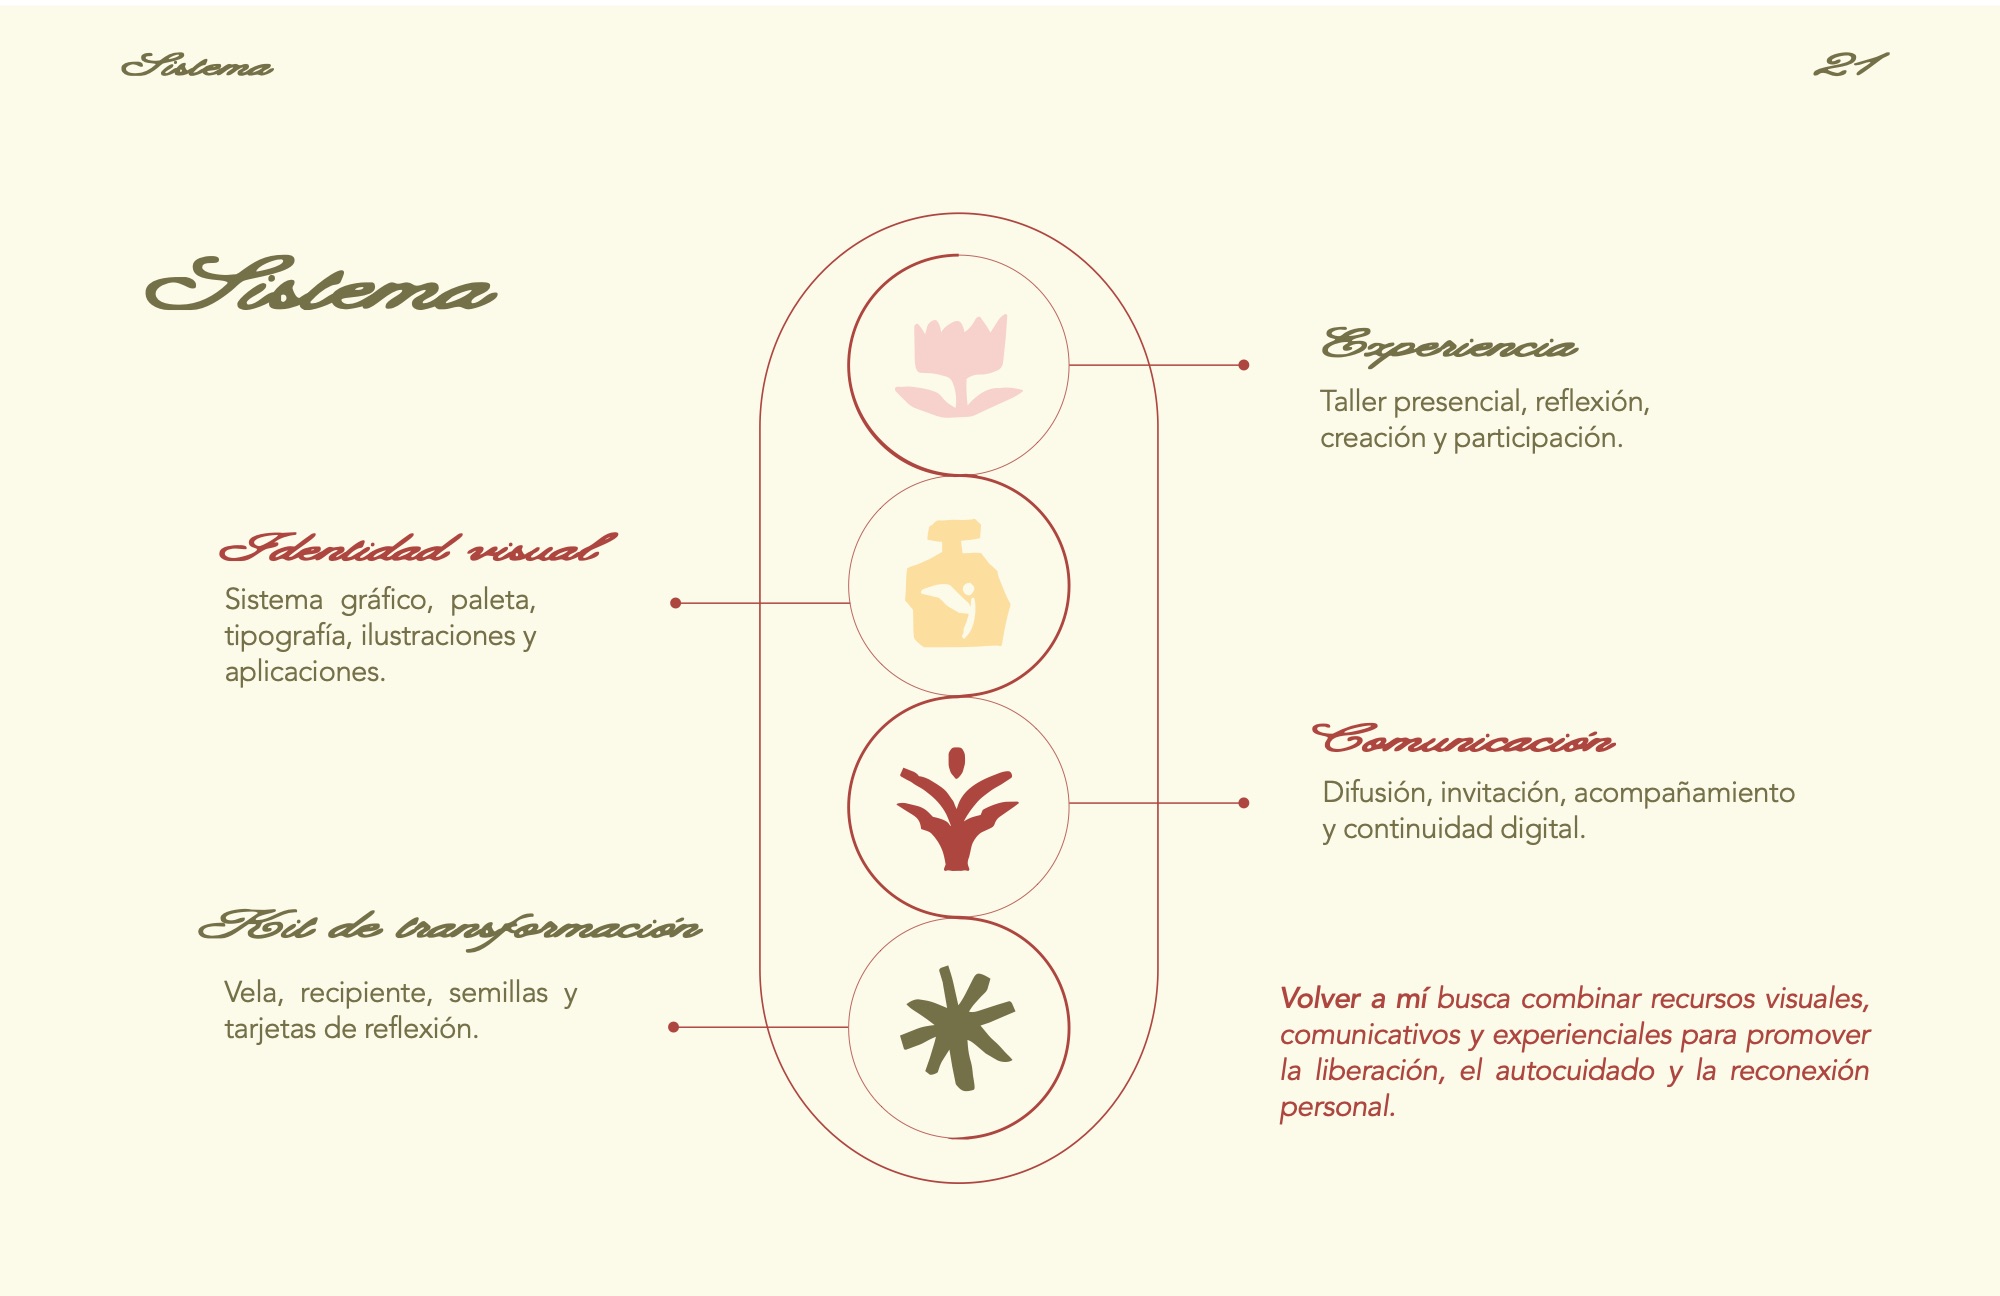 Sistema
21
Sistema
Experiencia
Taller presencial, reflexión,
creación y participación.
Identidad visual
Sistema gráfico, paleta,
tipografía, ilustraciones y
aplicaciones.
Comunicación
Difusión, invitación, acompañamiento
y continuidad digital.
Kit de transformación
Vela, recipiente, semillas y
tarjetas de reflexión.
Volver a mí busca combinar recursos visuales,
comunicativos y experienciales para promover
la liberación, el autocuidado y la reconexión
personal.